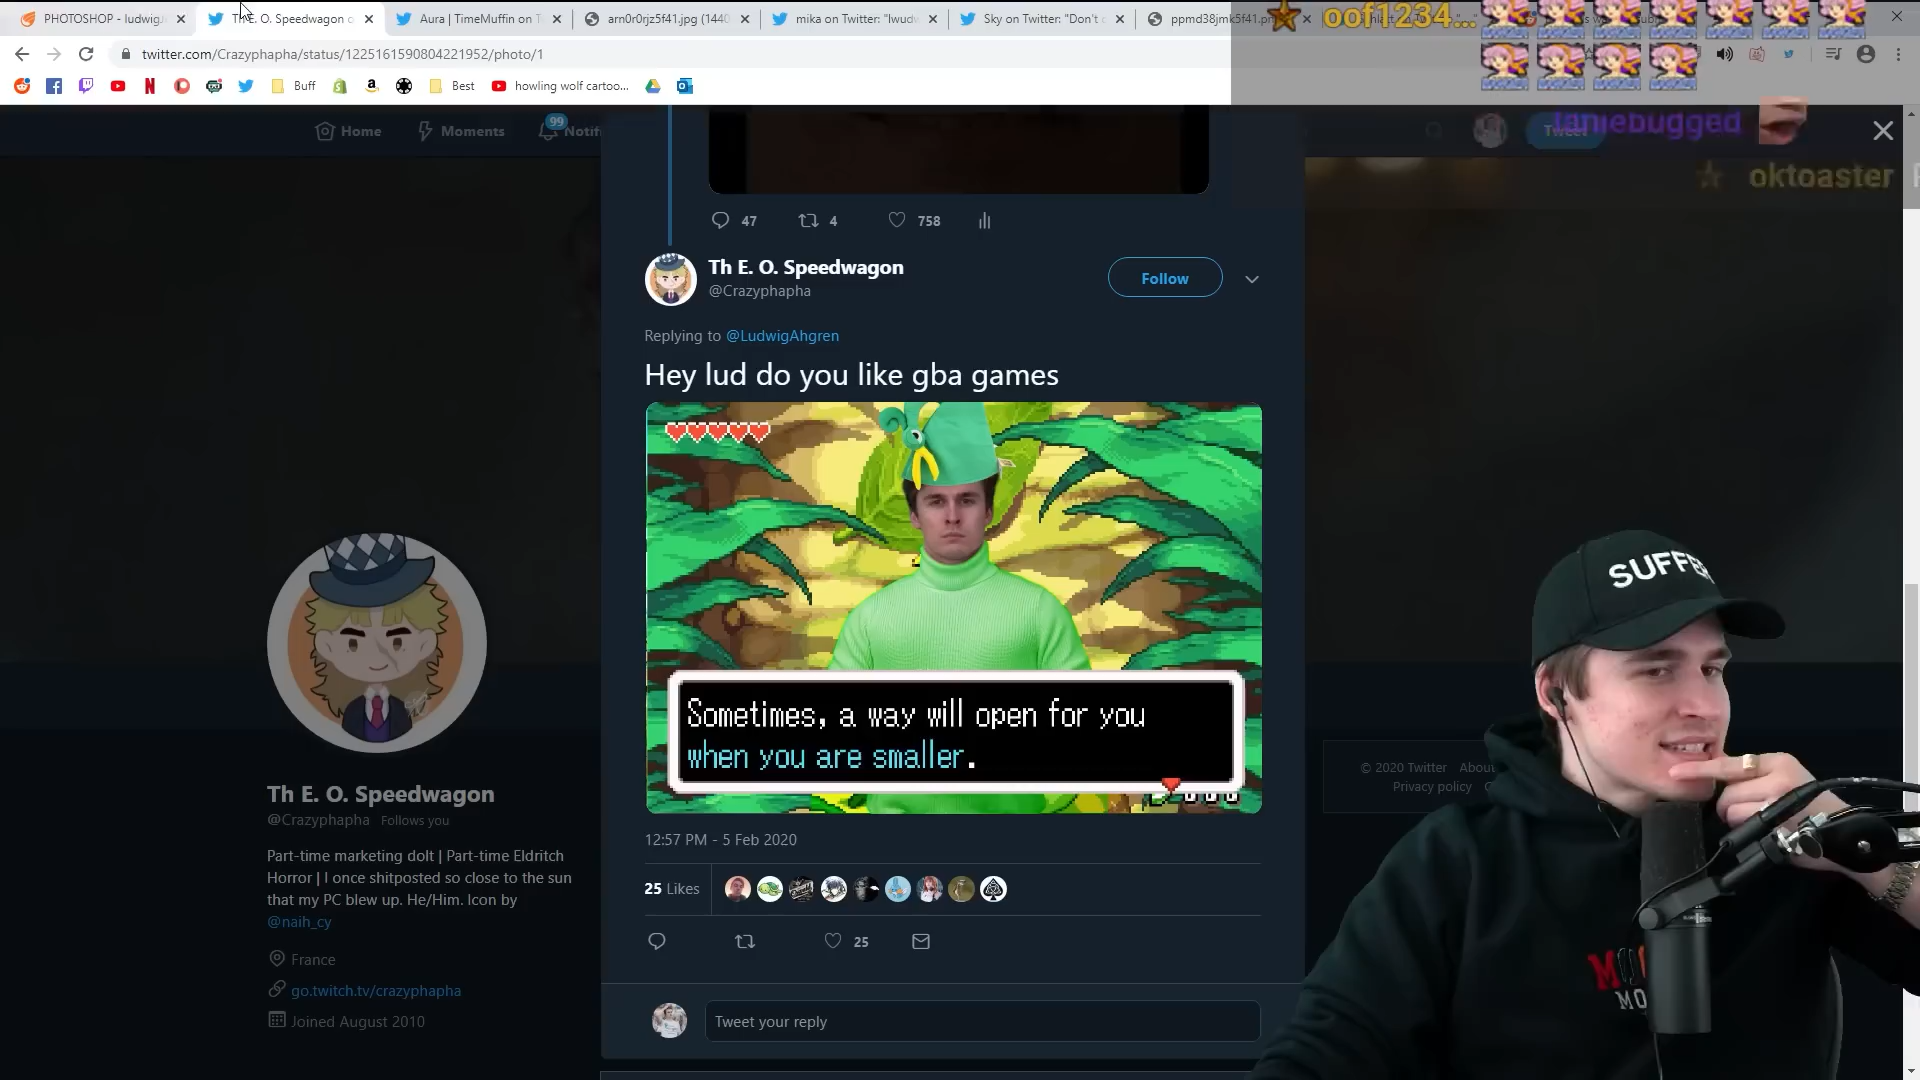 PHOTOSHOP - ludwig.
Th E. O. Speedwagon o
Aura | TimeMuffin on T
arn0r0rjz5f41.jpg (1440
mika on Twitter: "lwud
Sky on Twitter: "Don't c
ppmd38jmk5f41.pn
oof1234...
twitter.com/Crazyphapha/status/1225161590804221952/photo/1
Buff
Best
howling wolf cartoo...
Home
Moments
99
Notifi
Tweet
oktoaster
47
4
758
Th E. O. Speedwagon
@Crazyphapha
Follow
Replying to @LudwigAhgren
Hey lud do you like gba games
Sometimes, a way will open for you
when you are smaller.
12:57 PM - 5 Feb 2020
25 Likes
25
Tweet your reply
Th E. O. Speedwagon
@Crazyphapha Follows you
Part-time marketing dolt | Part-time Eldritch
Horror | I once shitposted so close to the sun
that my PC blew up. He/Him. Icon by
@naih_cy
France
go.twitch.tv/crazyphapha
Joined August 2010
© 2020 Twitter About
Privacy policy
SUFFE